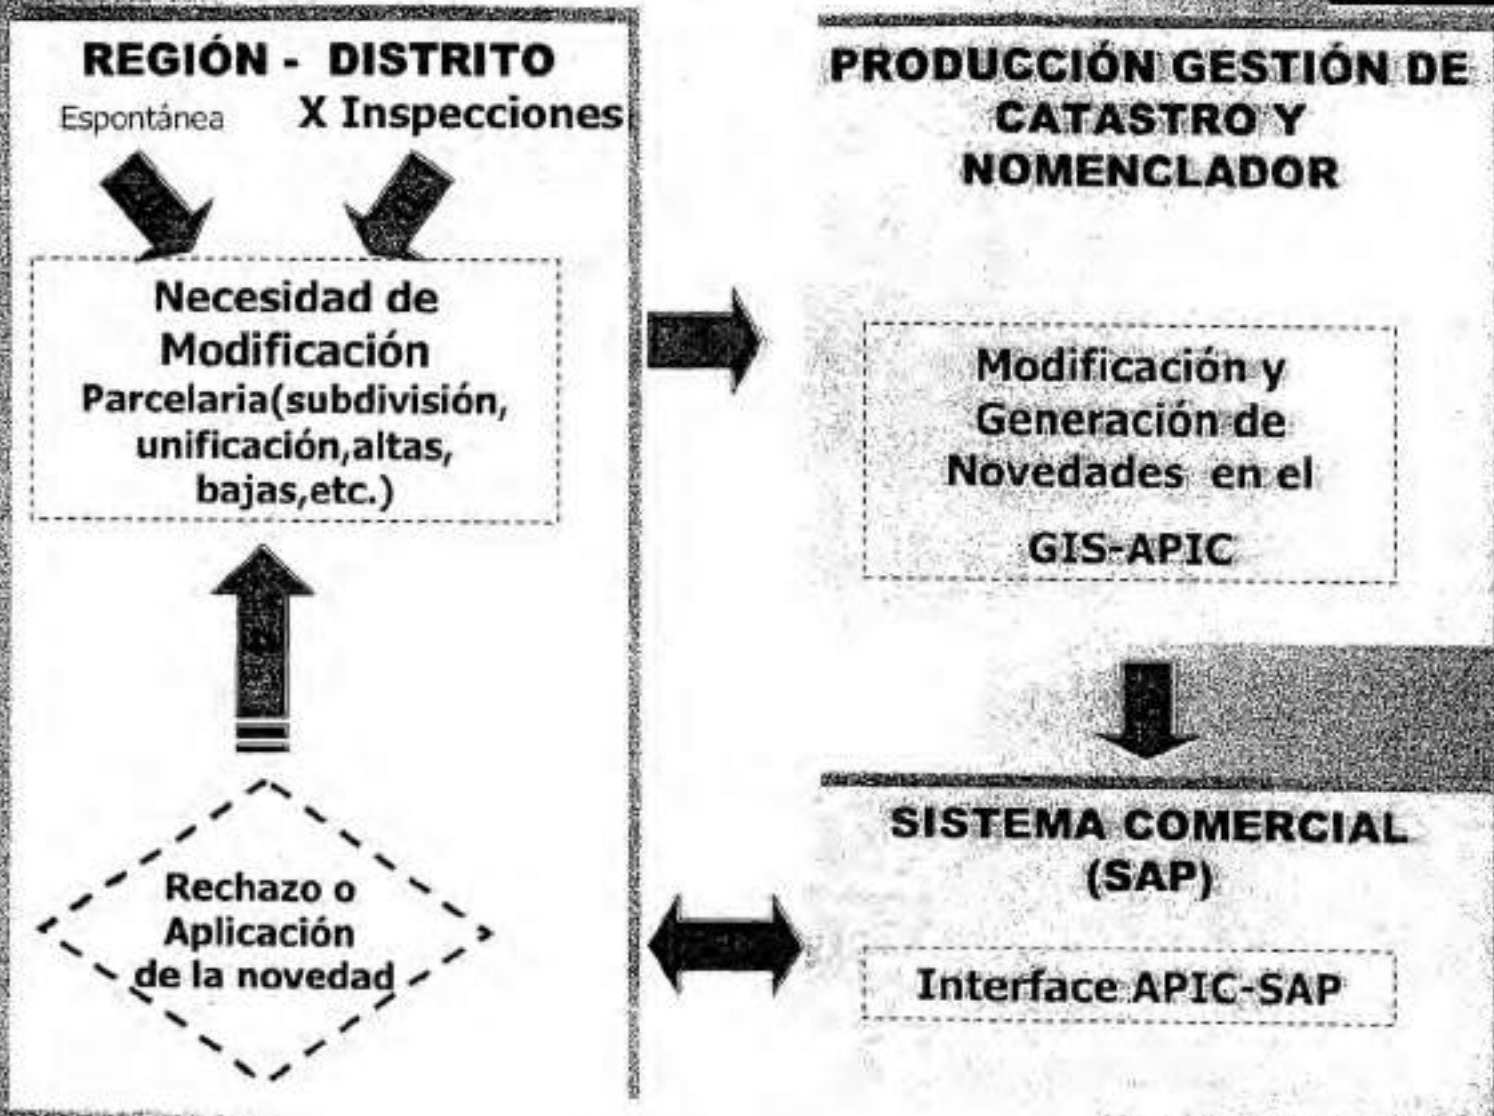 REGIÓN - DISTRITO
Espontánea X Inspecciones
Necesidad de
Modificación
Parcelaria(subdivisión,
unificación,altas,
bajas,etc.)
Rechazo o
Aplicación
de la novedad
PRODUCCIÓN GESTIÓN DE
CATASTRO Y
NOMENCLADOR
Modificación y
Generación de
Novedades en el
GIS-APIC
SISTEMA COMERCIAL
(SAP)
Interface APIC-SAP